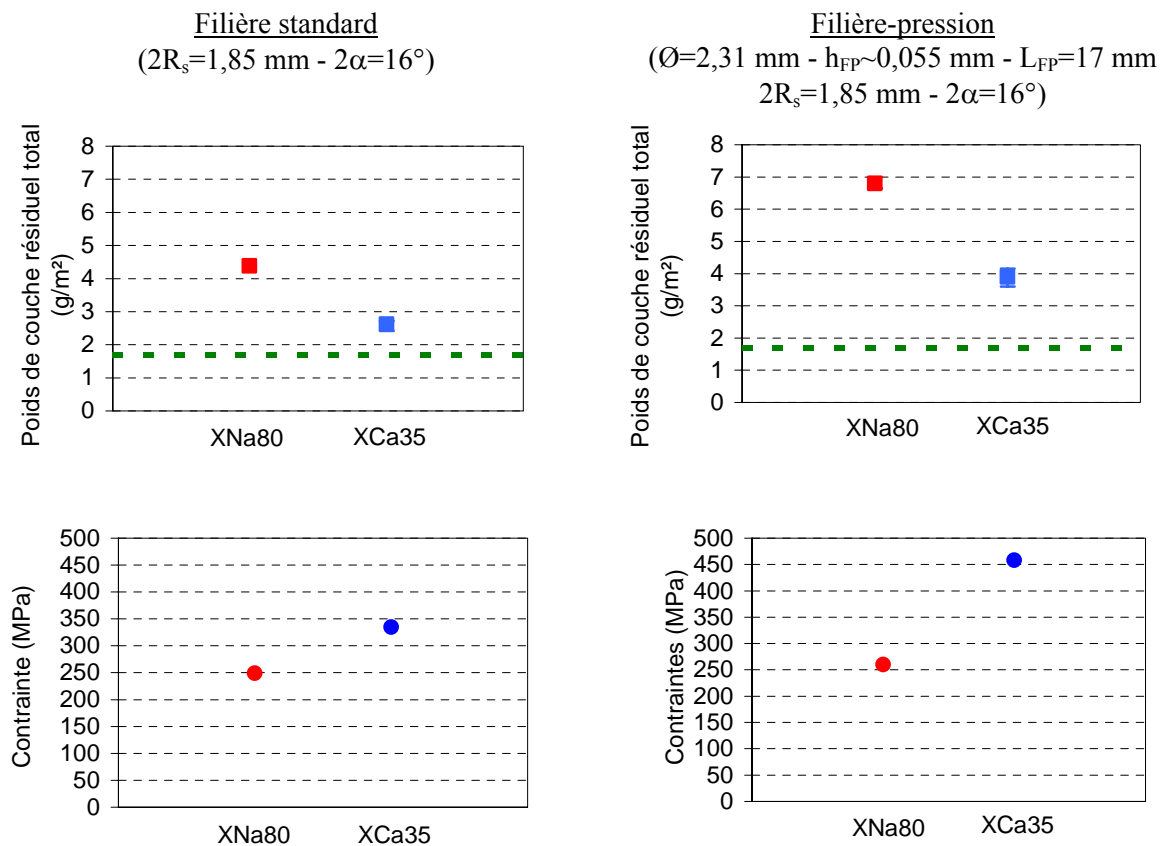 Filière standard
(2Rs=1,85 mm - 2α=16°)
Filière-pression
(Ø=2,31 mm - hFP~0,055 mm - LFP=17 mm
2Rs=1,85 mm - 2α=16°)
Poids de couche résiduel total
(g/m²)
8
7
6
5
4
3
2
1
0
XNa80 XCa35
Poids de couche résiduel total
(g/m²)
8
7
6
5
4
3
2
1
0
XNa80 XCa35
Contrainte (MPa)
500
450
400
350
300
250
200
150
100
50
0
XNa80 XCa35
Contraintes (MPa)
500
450
400
350
300
250
200
150
100
50
0
XNa80 XCa35